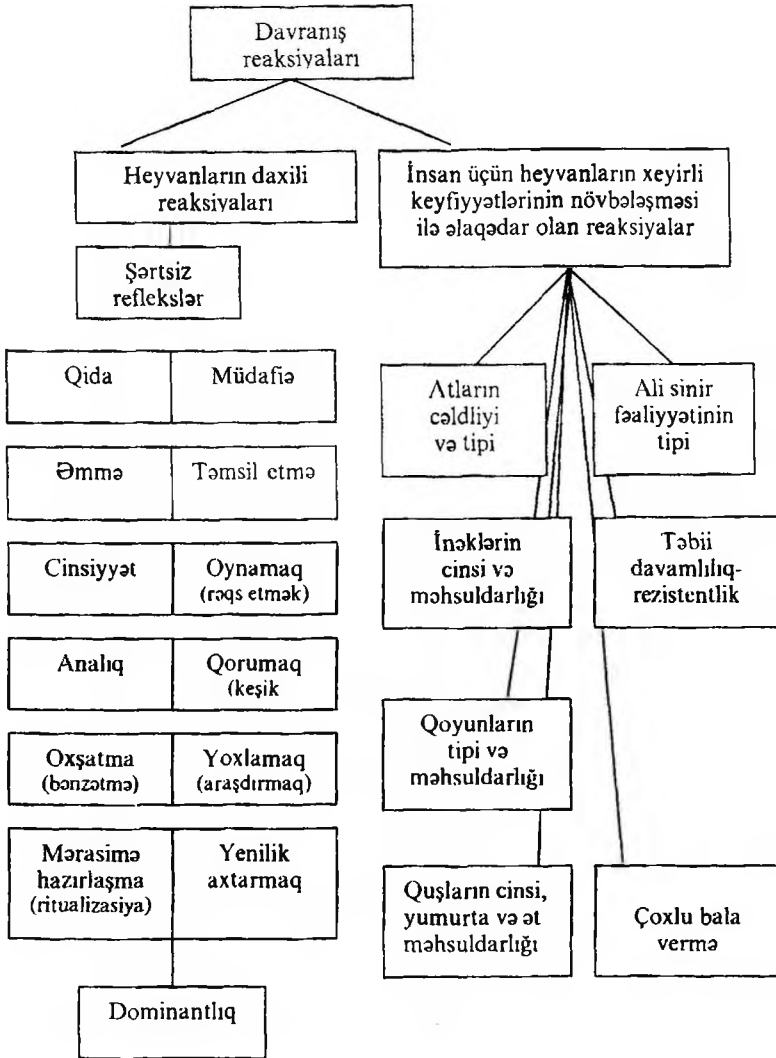 Davranış
reaksiyaları
Heyvanların daxili
reaksiyaları
Şərtsiz
reflekslər
Qida
Müdafiə
Əmmə
Təmsil etmə
Cinsiyyət
Oynamaq
(rəqs etmək)
Analıq
Qorumaq
(keşik
Oxşatma
(bənzətmə)
Yoxlamaq
(araşdırmaq)
Mərasimə
hazırlaşma
(ritualizasiya)
Yenilik
axtarmaq
Dominantlıq
İnsan üçün heyvanların xeyirli
keyfiyyətlərinin növbələşməsi
ilə əlaqədar olan reaksiyalar
Atların
cəldliyi
və tipi
Ali sinir
fəaliyyətinin
tipi
İnəklərin
cinsi və
məhsuldarlığı
Təbii
davamlılıq-
rezistentlik
Qoyunların
tipi və
məhsuldarlığı
Quşların cinsi,
yumurta və ət
məhsuldarlığı
Çoxlu bala
vermə